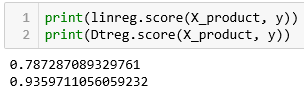 1 print(linreg.score(X_product, y))
2 print(Dtreg.score(X_product, y))
0.787287089329761
0.9359711056059232